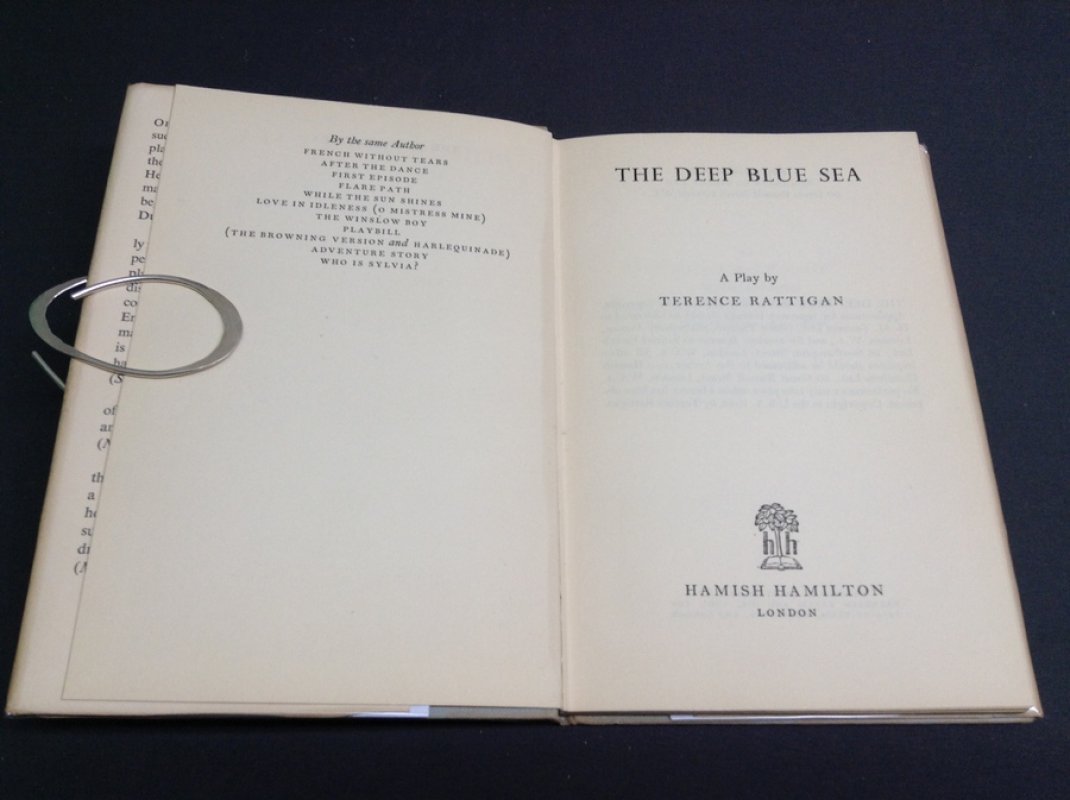 By the same Author
FRENCH WITHOUT TEARS
AFTER THE DANCE
FIRST EPISODE
FLARE PATH
WHILE THE SUN SHINES
LOVE IN IDLENESS (O MISTRESS MINE)
THE WINSLOW BOY
PLAYBILL
(THE BROWNING VERSION and HARLEQUINADE)
ADVENTURE STORY
WHO IS SYLVIA?
THE DEEP BLUE SEA
A Play by
TERENCE RATTIGAN
hh
HAMISH HAMILTON
LONDON